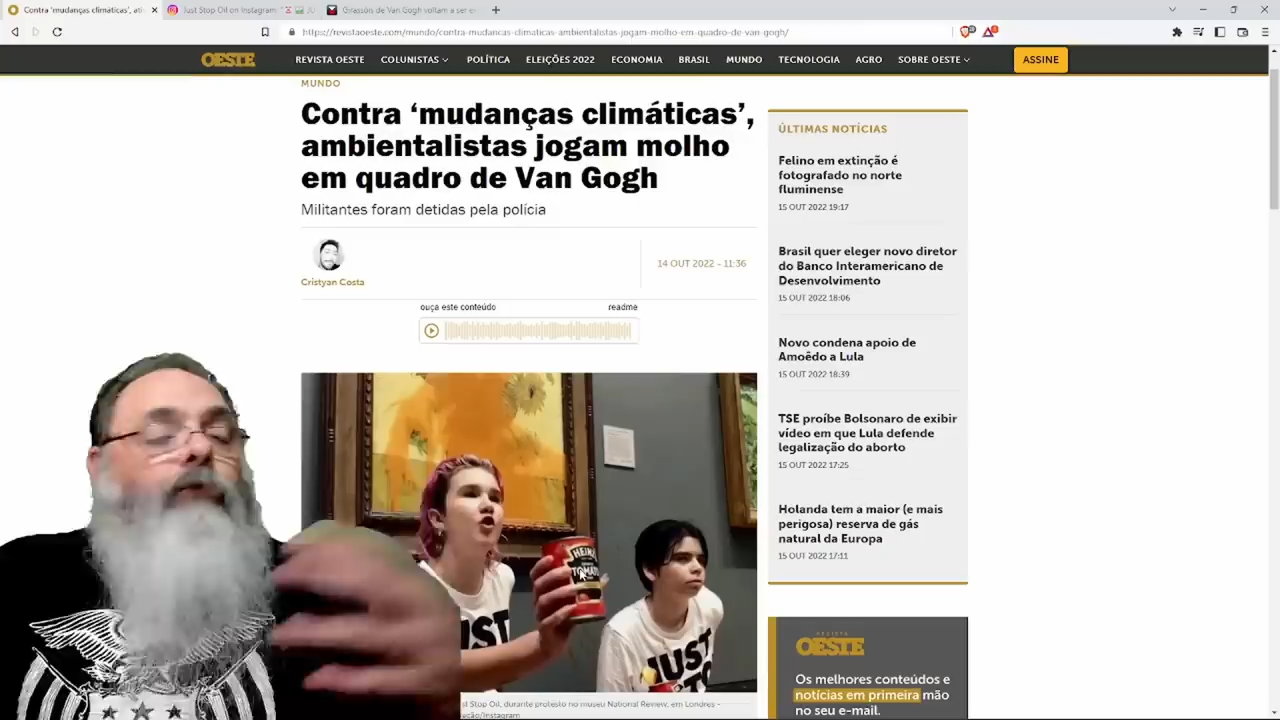 Contra ‘mudanças climáticas’, ati
Just Stop Oil on Instagram:
Girassóis de Van Gogh voltam a ser e
https://revistaoeste.com/mundo/contra-mudancas-climaticas-ambientalistas-jogam-molho-em-quadro-de-van-gogh/
OESTE
REVISTA OESTE
COLUNISTAS
POLÍTICA
ELEIÇÕES 2022
ECONOMIA
BRASIL
MUNDO
TECNOLOGIA
AGRO
SOBRE OESTE
ASSINE
MUNDO
Contra ‘mudanças climáticas’,
ambientalistas jogam molho
em quadro de Van Gogh
Militantes foram detidas pela polícia
Cristyan Costa
14 OUT 2022 - 11:36
ouça este conteúdo
readme
HEINZ
TOMATO
JUST
JUST
st Stop Oil, durante protesto no museu National Review, em Londres -
ção/Instagram
ÚLTIMAS NOTÍCIAS
Felino em extinção é
fotografado no norte
fluminense
15 OUT 2022 19:17
Brasil quer eleger novo diretor
do Banco Interamericano de
Desenvolvimento
15 OUT 2022 18:06
Novo condena apoio de
Amoêdo a Lula
15 OUT 2022 18:39
TSE proíbe Bolsonaro de exibir
vídeo em que Lula defende
legalização do aborto
15 OUT 2022 17:25
Holanda tem a maior (e mais
perigosa) reserva de gás
natural da Europa
15 OUT 2022 17:11
REVISTA
OESTE
Os melhores conteúdos e
notícias em primeira mão
no seu e-mail.